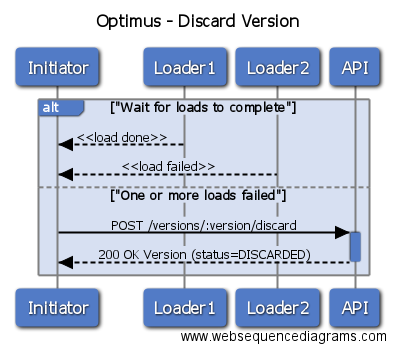 Optimus - Discard Version
Initiator Loader1 Loader2 API
alt ["Wait for loads to complete"]
<<load done>>
<<load failed>>
["One or more loads failed"]
POST /versions/:version/discard
200 OK Version (status=DISCARDED)
Initiator Loader1 Loader2 API
www.websequencediagrams.com